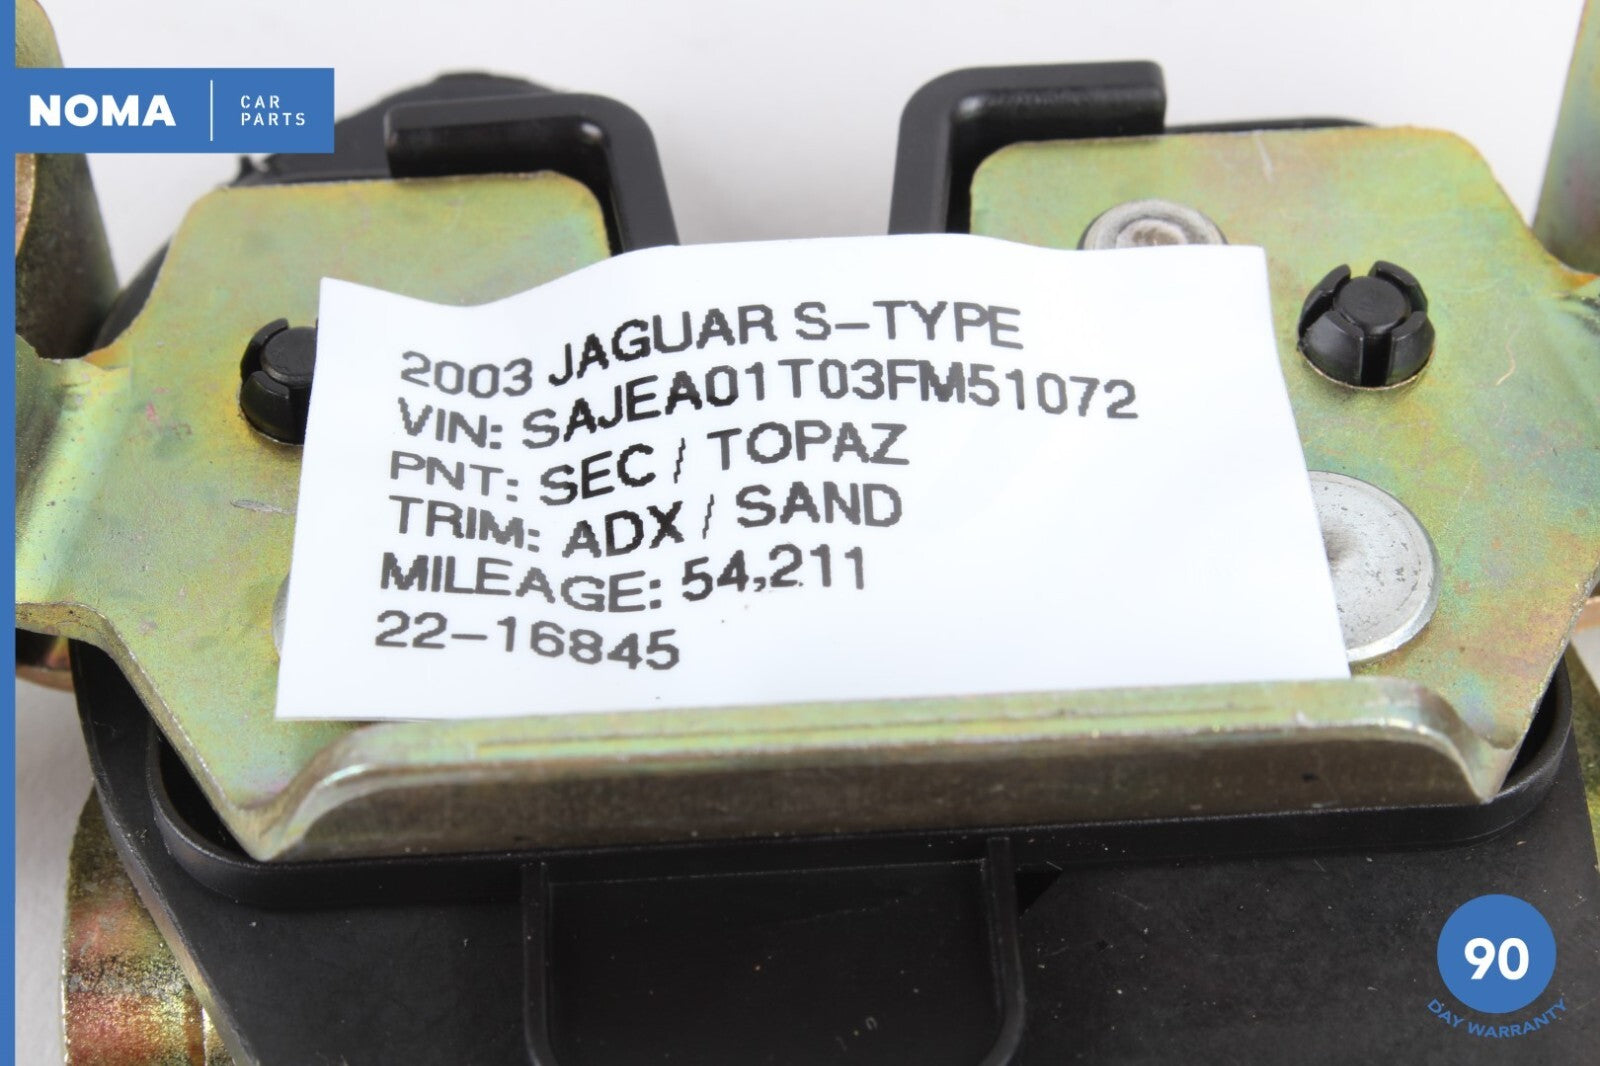 NOMA
CAR
PARTS
2003 JAGUAR S-TYPE
VIN: SAJEA01T03FM51072
PNT: SEC / TOPAZ
TRIM: ADX / SAND
MILEAGE: 54,211
22-16845
90
DAY WARRANTY